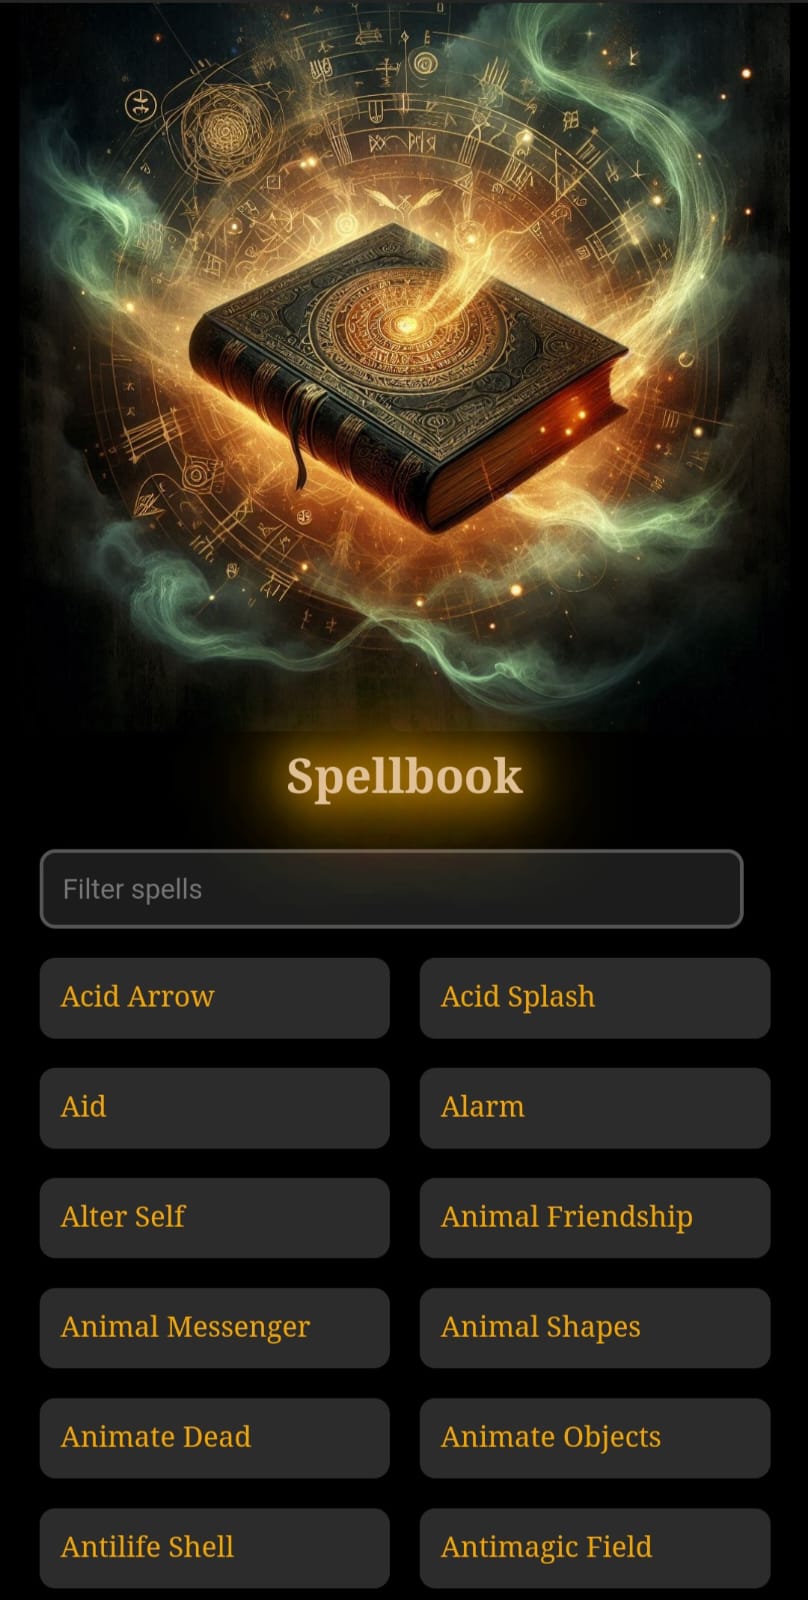 Spellbook
Filter spells
Acid Arrow
Acid Splash
Aid
Alarm
Alter Self
Animal Friendship
Animal Messenger
Animal Shapes
Animate Dead
Animate Objects
Antilife Shell
Antimagic Field